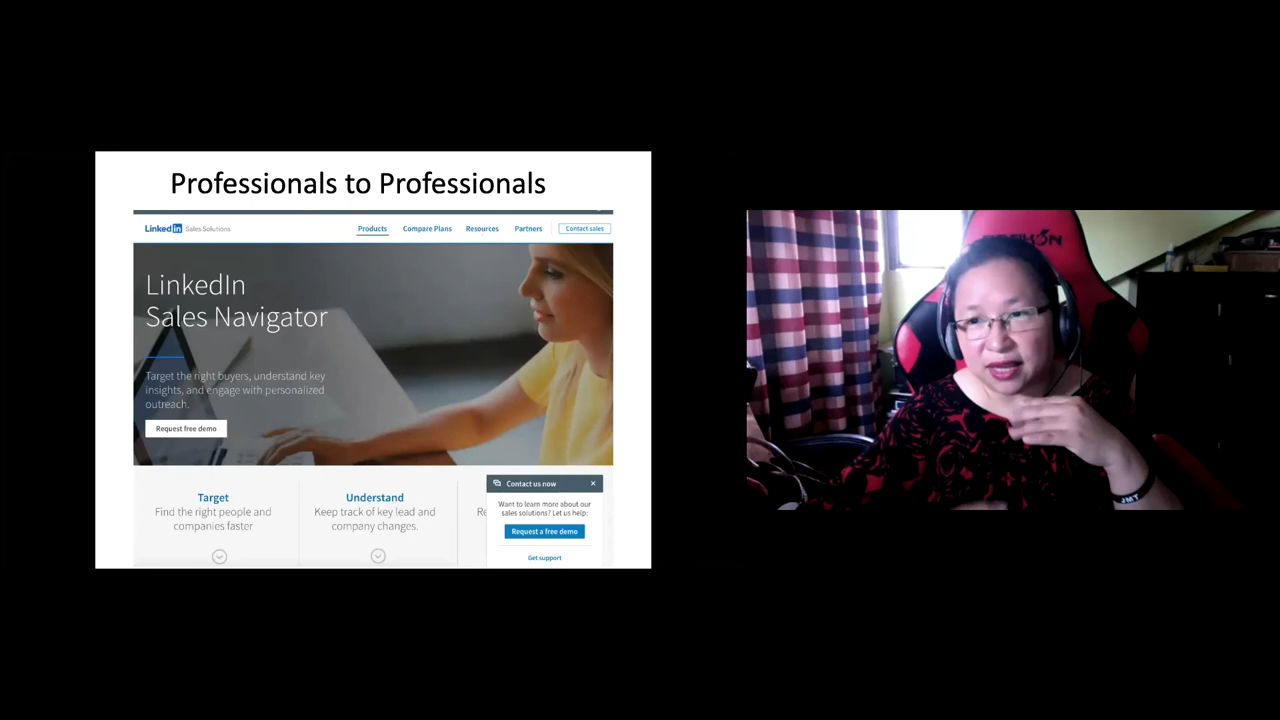 Professionals to Professionals
Linkedin Sales Solutions
Products Compare Plans Resources Partners Contact sales
LinkedIn
Sales Navigator
Target the right buyers, understand key
insights, and engage with personalized
outreach.
Request free demo
Target
Find the right people and
companies faster
Understand
Keep track of key lead and
company changes.
Re
Contact us now
Want to learn more about our
sales solutions? Let us help:
Request a free demo
Get support
JMT